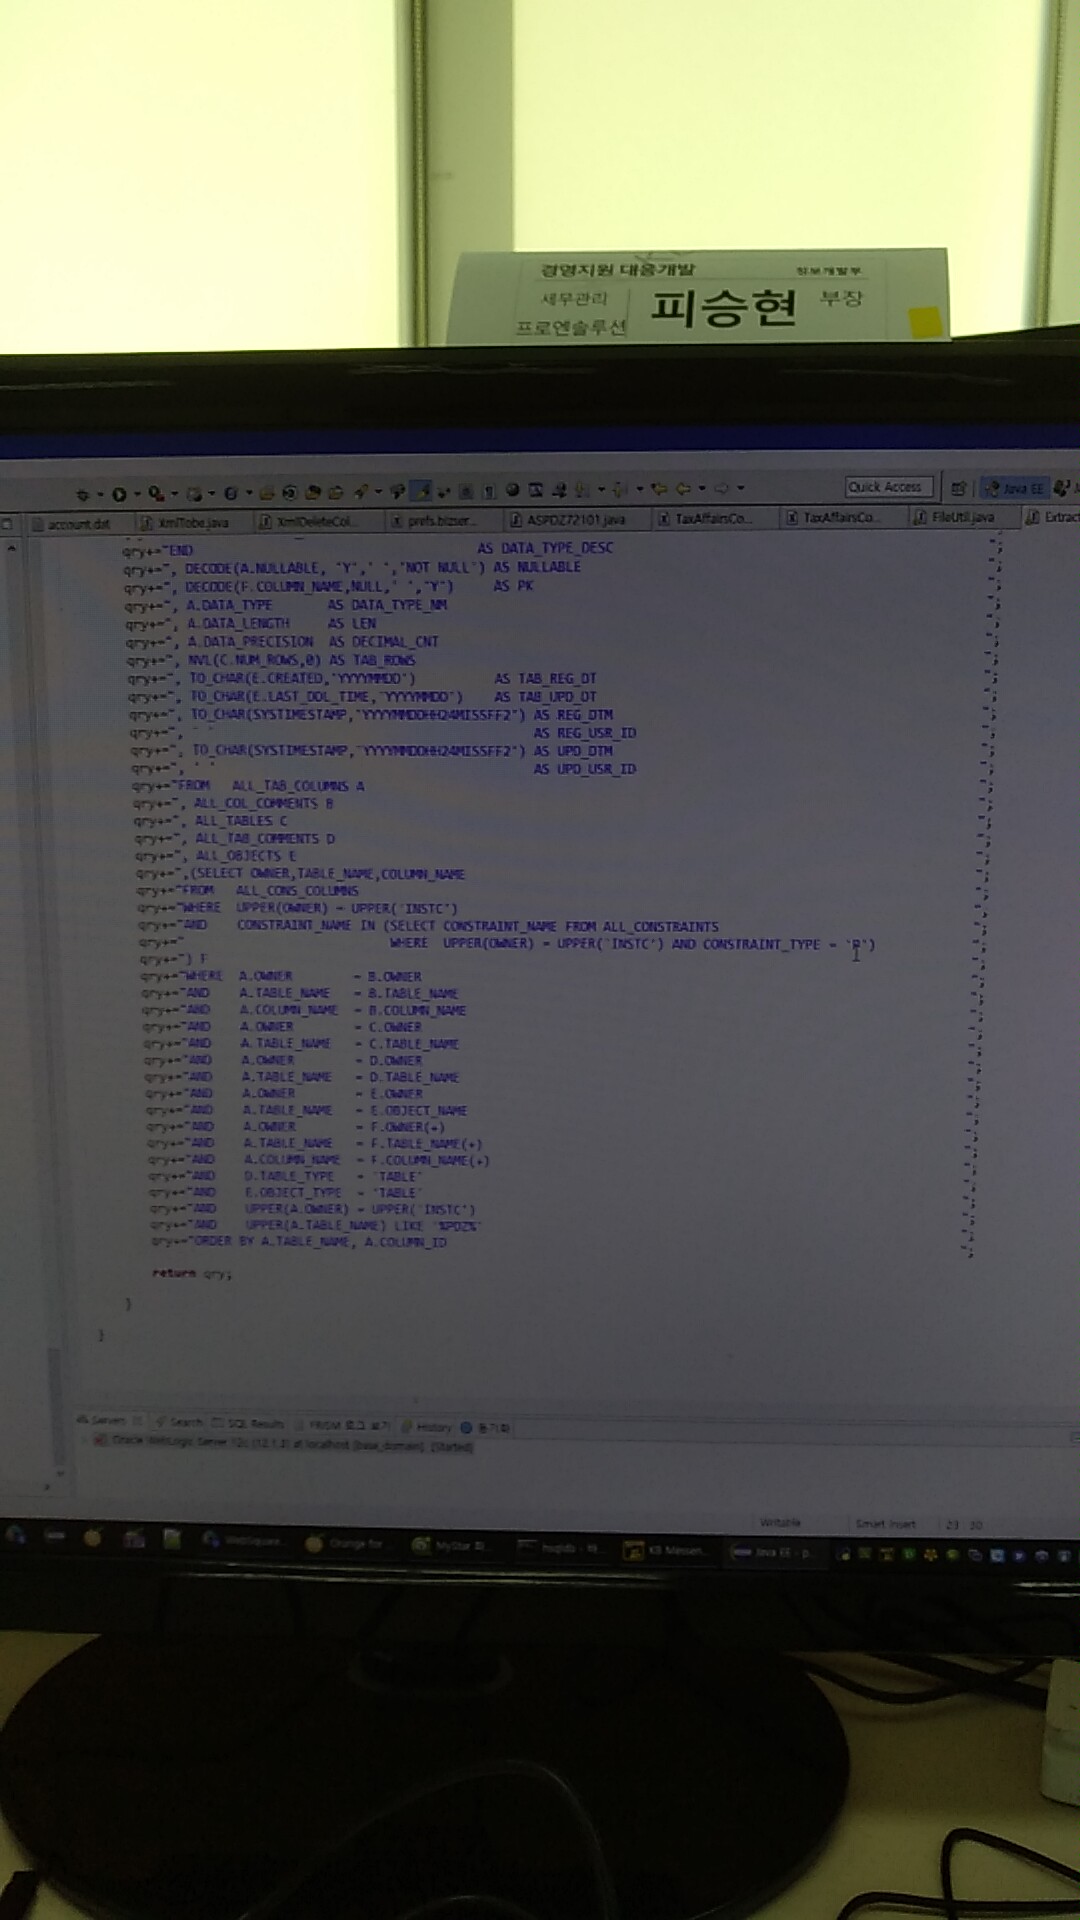 경영지원 대응개발 정보개발부
세무관리 피승현 부장
프로엔솔루션
Quick Access Java EE
account.dat XmlTobe.java XmlDeleteCol... prefs.bizser... ASPDZ72101.java TaxAffairsCo... TaxAffairsCo... FileUtil.java Extract
qry+="END AS DATA_TYPE_DESC
qry+=", DECODE(A.NULLABLE, 'Y',' ','NOT NULL') AS NULLABLE
qry+=", DECODE(F.COLUMN_NAME,NULL,' ','Y') AS PK
qry+=", A.DATA_TYPE AS DATA_TYPE_NM
qry+=", A.DATA_LENGTH AS LEN
qry+=", A.DATA_PRECISION AS DECIMAL_CNT
qry+=", NVL(C.NUM_ROWS,0) AS TAB_ROWS
qry+=", TO_CHAR(E.CREATED,'YYYYMMDD') AS TAB_REG_DT
qry+=", TO_CHAR(E.LAST_DDL_TIME,'YYYYMMDD') AS TAB_UPD_DT
qry+=", TO_CHAR(SYSTIMESTAMP,'YYYYMMDDHH24MISSFF2') AS REG_DTM
qry+=", ' ' AS REG_USR_ID
qry+=", TO_CHAR(SYSTIMESTAMP,'YYYYMMDDHH24MISSFF2') AS UPD_DTM
qry+=", ' ' AS UPD_USR_ID
qry+="FROM ALL_TAB_COLUMNS A
qry+=", ALL_COL_COMMENTS B
qry+=", ALL_TABLES C
qry+=", ALL_TAB_COMMENTS D
qry+=", ALL_OBJECTS E
qry+=",(SELECT OWNER,TABLE_NAME,COLUMN_NAME
qry+="FROM ALL_CONS_COLUMNS
qry+="WHERE UPPER(OWNER) = UPPER('INSTC')
qry+="AND CONSTRAINT_NAME IN (SELECT CONSTRAINT_NAME FROM ALL_CONSTRAINTS
qry+=" WHERE UPPER(OWNER) = UPPER('INSTC') AND CONSTRAINT_TYPE = 'P')
qry+=") F
qry+="WHERE A.OWNER = B.OWNER
qry+="AND A.TABLE_NAME = B.TABLE_NAME
qry+="AND A.COLUMN_NAME = B.COLUMN_NAME
qry+="AND A.OWNER = C.OWNER
qry+="AND A.TABLE_NAME = C.TABLE_NAME
qry+="AND A.OWNER = D.OWNER
qry+="AND A.TABLE_NAME = D.TABLE_NAME
qry+="AND A.OWNER = E.OWNER
qry+="AND A.TABLE_NAME = E.OBJECT_NAME
qry+="AND A.OWNER = F.OWNER(+)
qry+="AND A.TABLE_NAME = F.TABLE_NAME(+)
qry+="AND A.COLUMN_NAME = F.COLUMN_NAME(+)
qry+="AND D.TABLE_TYPE = 'TABLE'
qry+="AND E.OBJECT_TYPE = 'TABLE'
qry+="AND UPPER(A.OWNER) = UPPER('INSTC')
qry+="AND UPPER(A.TABLE_NAME) LIKE '%PDZ%'
qry+="ORDER BY A.TABLE_NAME, A.COLUMN_ID
return qry;
}
}
Servers Search SQL Results 로그 보기 History 동기화
Oracle WebLogic Server 12c (12.1.3) at localhost [base_domain] [Started]
Writable Smart Insert 23 : 30
WebSquare... Orange for ... MyStar KB Messen... Java EE - p...